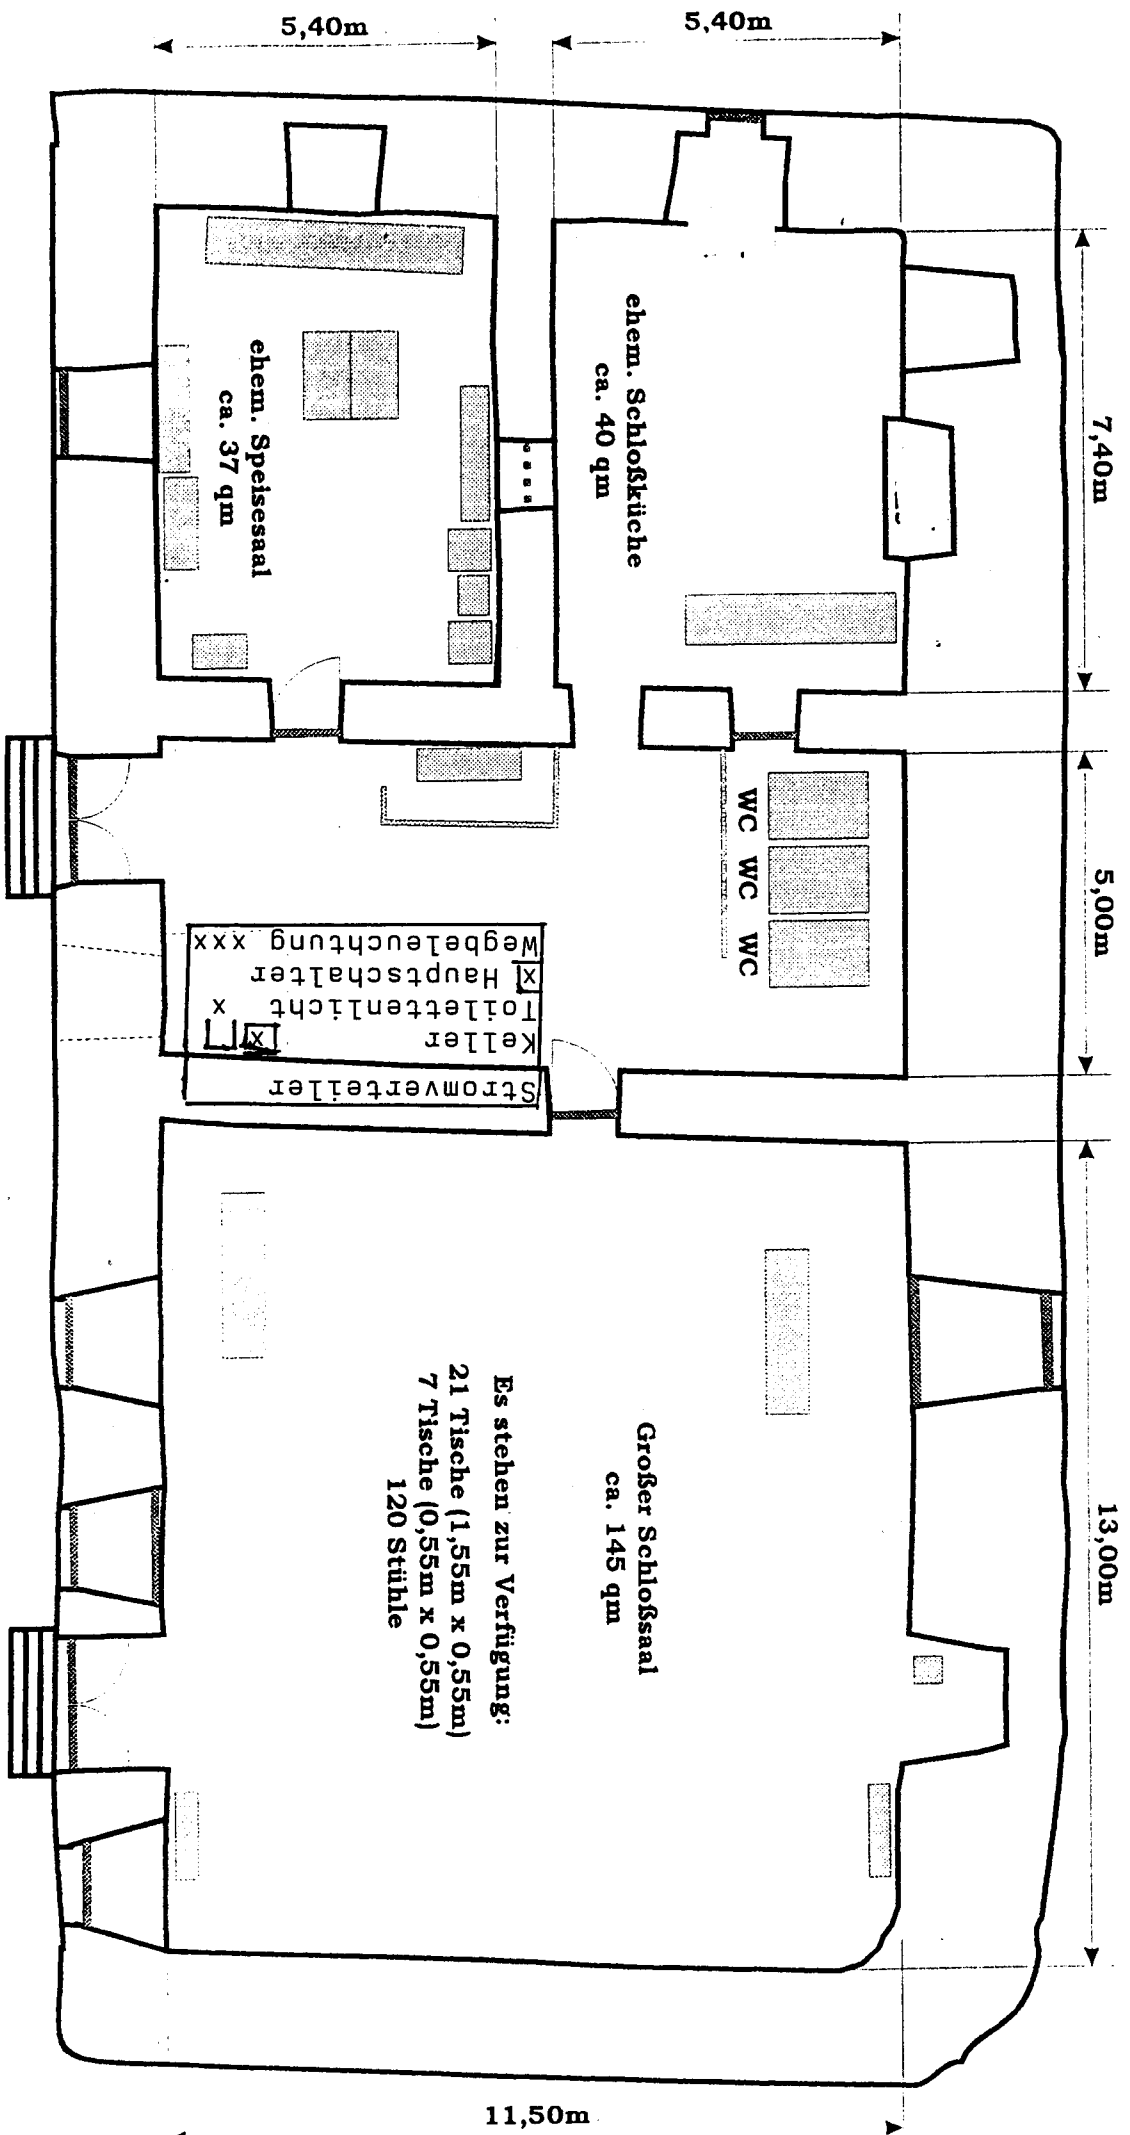 5,40m
5,40m
7,40m
5,00m
13,00m
11,50m
ehem. Schloßküche
ca. 40 qm
ehem. Speisesaal
ca. 37 qm
WC
WC
WC
Stromverteiler
Keller x
Toilettenlicht x
x Hauptschalter
Wegbeleuchtung xxx
Großer Schloßsaal
ca. 145 qm
Es stehen zur Verfügung:
21 Tische (1,55m x 0,55m)
7 Tische (0,55m x 0,55m)
120 Stühle